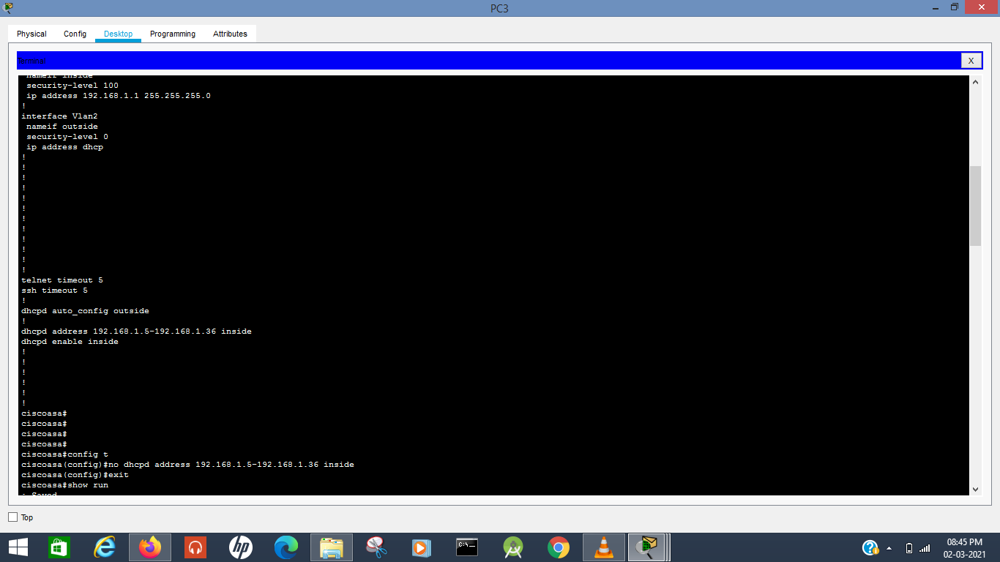 PC3
Physical Config Desktop Programming Attributes
Terminal
X
nameif inside
security-level 100
ip address 192.168.1.1 255.255.255.0
!
interface Vlan2
nameif outside
security-level 0
ip address dhcp
!
!
!
!
!
!
!
!
!
!
!
!
telnet timeout 5
ssh timeout 5
!
dhcpd auto_config outside
!
dhcpd address 192.168.1.5-192.168.1.36 inside
dhcpd enable inside
!
!
!
!
!
!
ciscoasa#
ciscoasa#
ciscoasa#
ciscoasa#
ciscoasa#config t
ciscoasa(config)#no dhcpd address 192.168.1.5-192.168.1.36 inside
ciscoasa(config)#exit
ciscoasa#show run
: Saved
Top
hp
C:\_
08:45 PM
02-03-2021